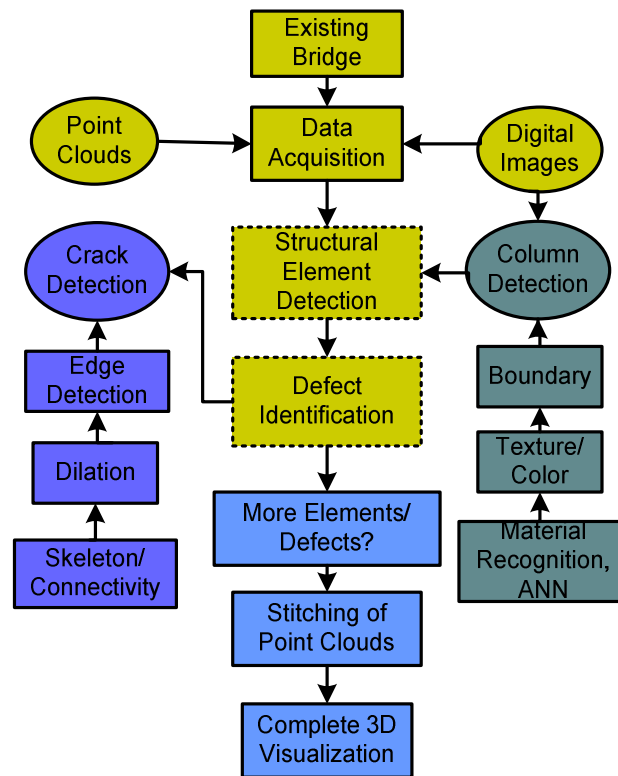 Existing
Bridge
Point
Clouds
Data
Acquisition
Digital
Images
Crack
Detection
Structural
Element
Detection
Column
Detection
Edge
Detection
Defect
Identification
Boundary
Dilation
Texture/
Color
More Elements/
Defects?
Skeleton/
Connectivity
Material
Recognition,
ANN
Stitching of
Point Clouds
Complete 3D
Visualization